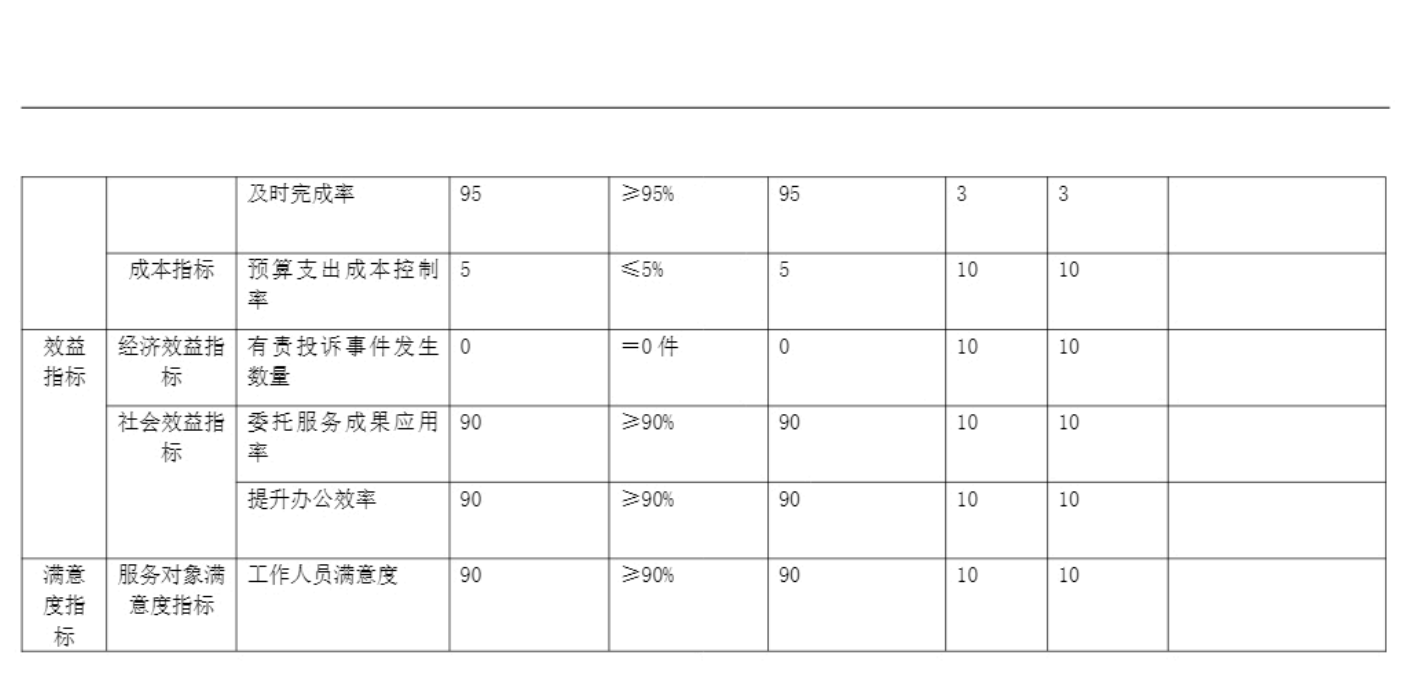 及时完成率 95 ≥95% 95 3 3
成本指标 预算支出成本控制率 5 ≤5% 5 10 10
效益指标 经济效益指标 有责投诉事件发生数量 0 =0 件 0 10 10
社会效益指标 委托服务成果应用率 90 ≥90% 90 10 10
提升办公效率 90 ≥90% 90 10 10
满意度指标 服务对象满意度指标 工作人员满意度 90 ≥90% 90 10 10